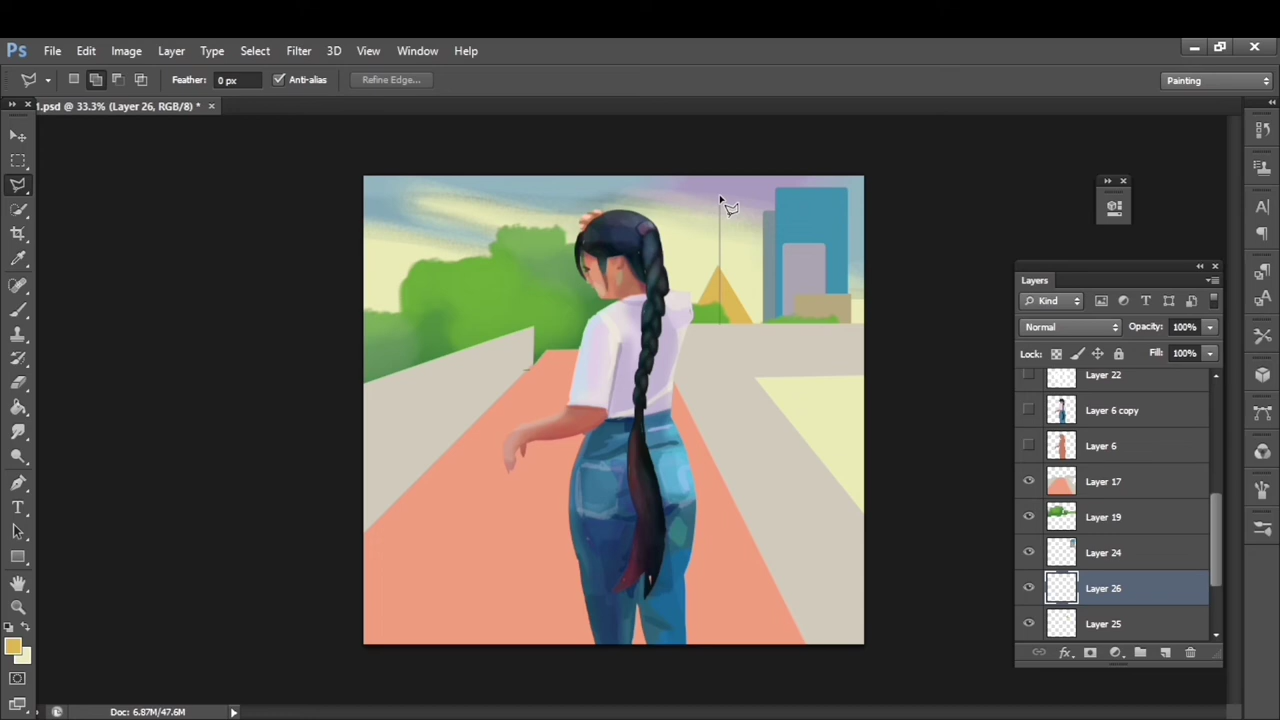 Ps File Edit Image Layer Type Select Filter 3D View Window Help
Feather: 0 px Anti-alias Refine Edge... Painting
1.psd @ 33.3% (Layer 26, RGB/8) *
Layers
Kind
Normal Opacity: 100%
Lock: Fill: 100%
Layer 22
Layer 6 copy
Layer 6
Layer 17
Layer 19
Layer 24
Layer 26
Layer 25
Doc: 6.87M/47.6M